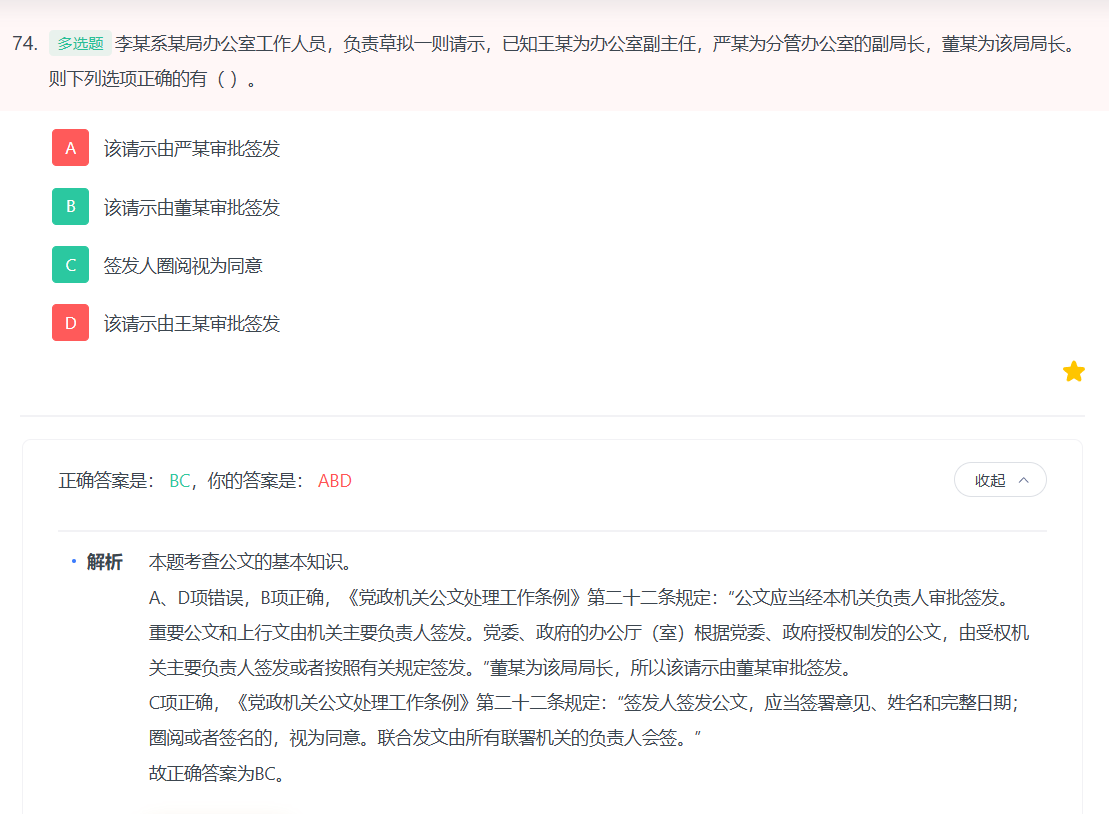 74. 多选题 李某系某局办公室工作人员，负责草拟一则请示，已知王某为办公室副主任，严某为分管办公室的副局长，董某为该局局长。
则下列选项正确的有（ ）。
A 该请示由严某审批签发
B 该请示由董某审批签发
C 签发人圈阅视为同意
D 该请示由王某审批签发
正确答案是： BC，你的答案是： ABD
收起
解析 本题考查公文的基本知识。
A、D项错误，B项正确，《党政机关公文处理工作条例》第二十二条规定：“公文应当经本机关负责人审批签发。
重要公文和上行文由机关主要负责人签发。党委、政府的办公厅（室）根据党委、政府授权制发的公文，由受权机
关主要负责人签发或者按照有关规定签发。”董某为该局局长，所以该请示由董某审批签发。
C项正确，《党政机关公文处理工作条例》第二十二条规定：“签发人签发公文，应当签署意见、姓名和完整日期；
圈阅或者签名的，视为同意。联合发文由所有联署机关的负责人会签。”
故正确答案为BC。